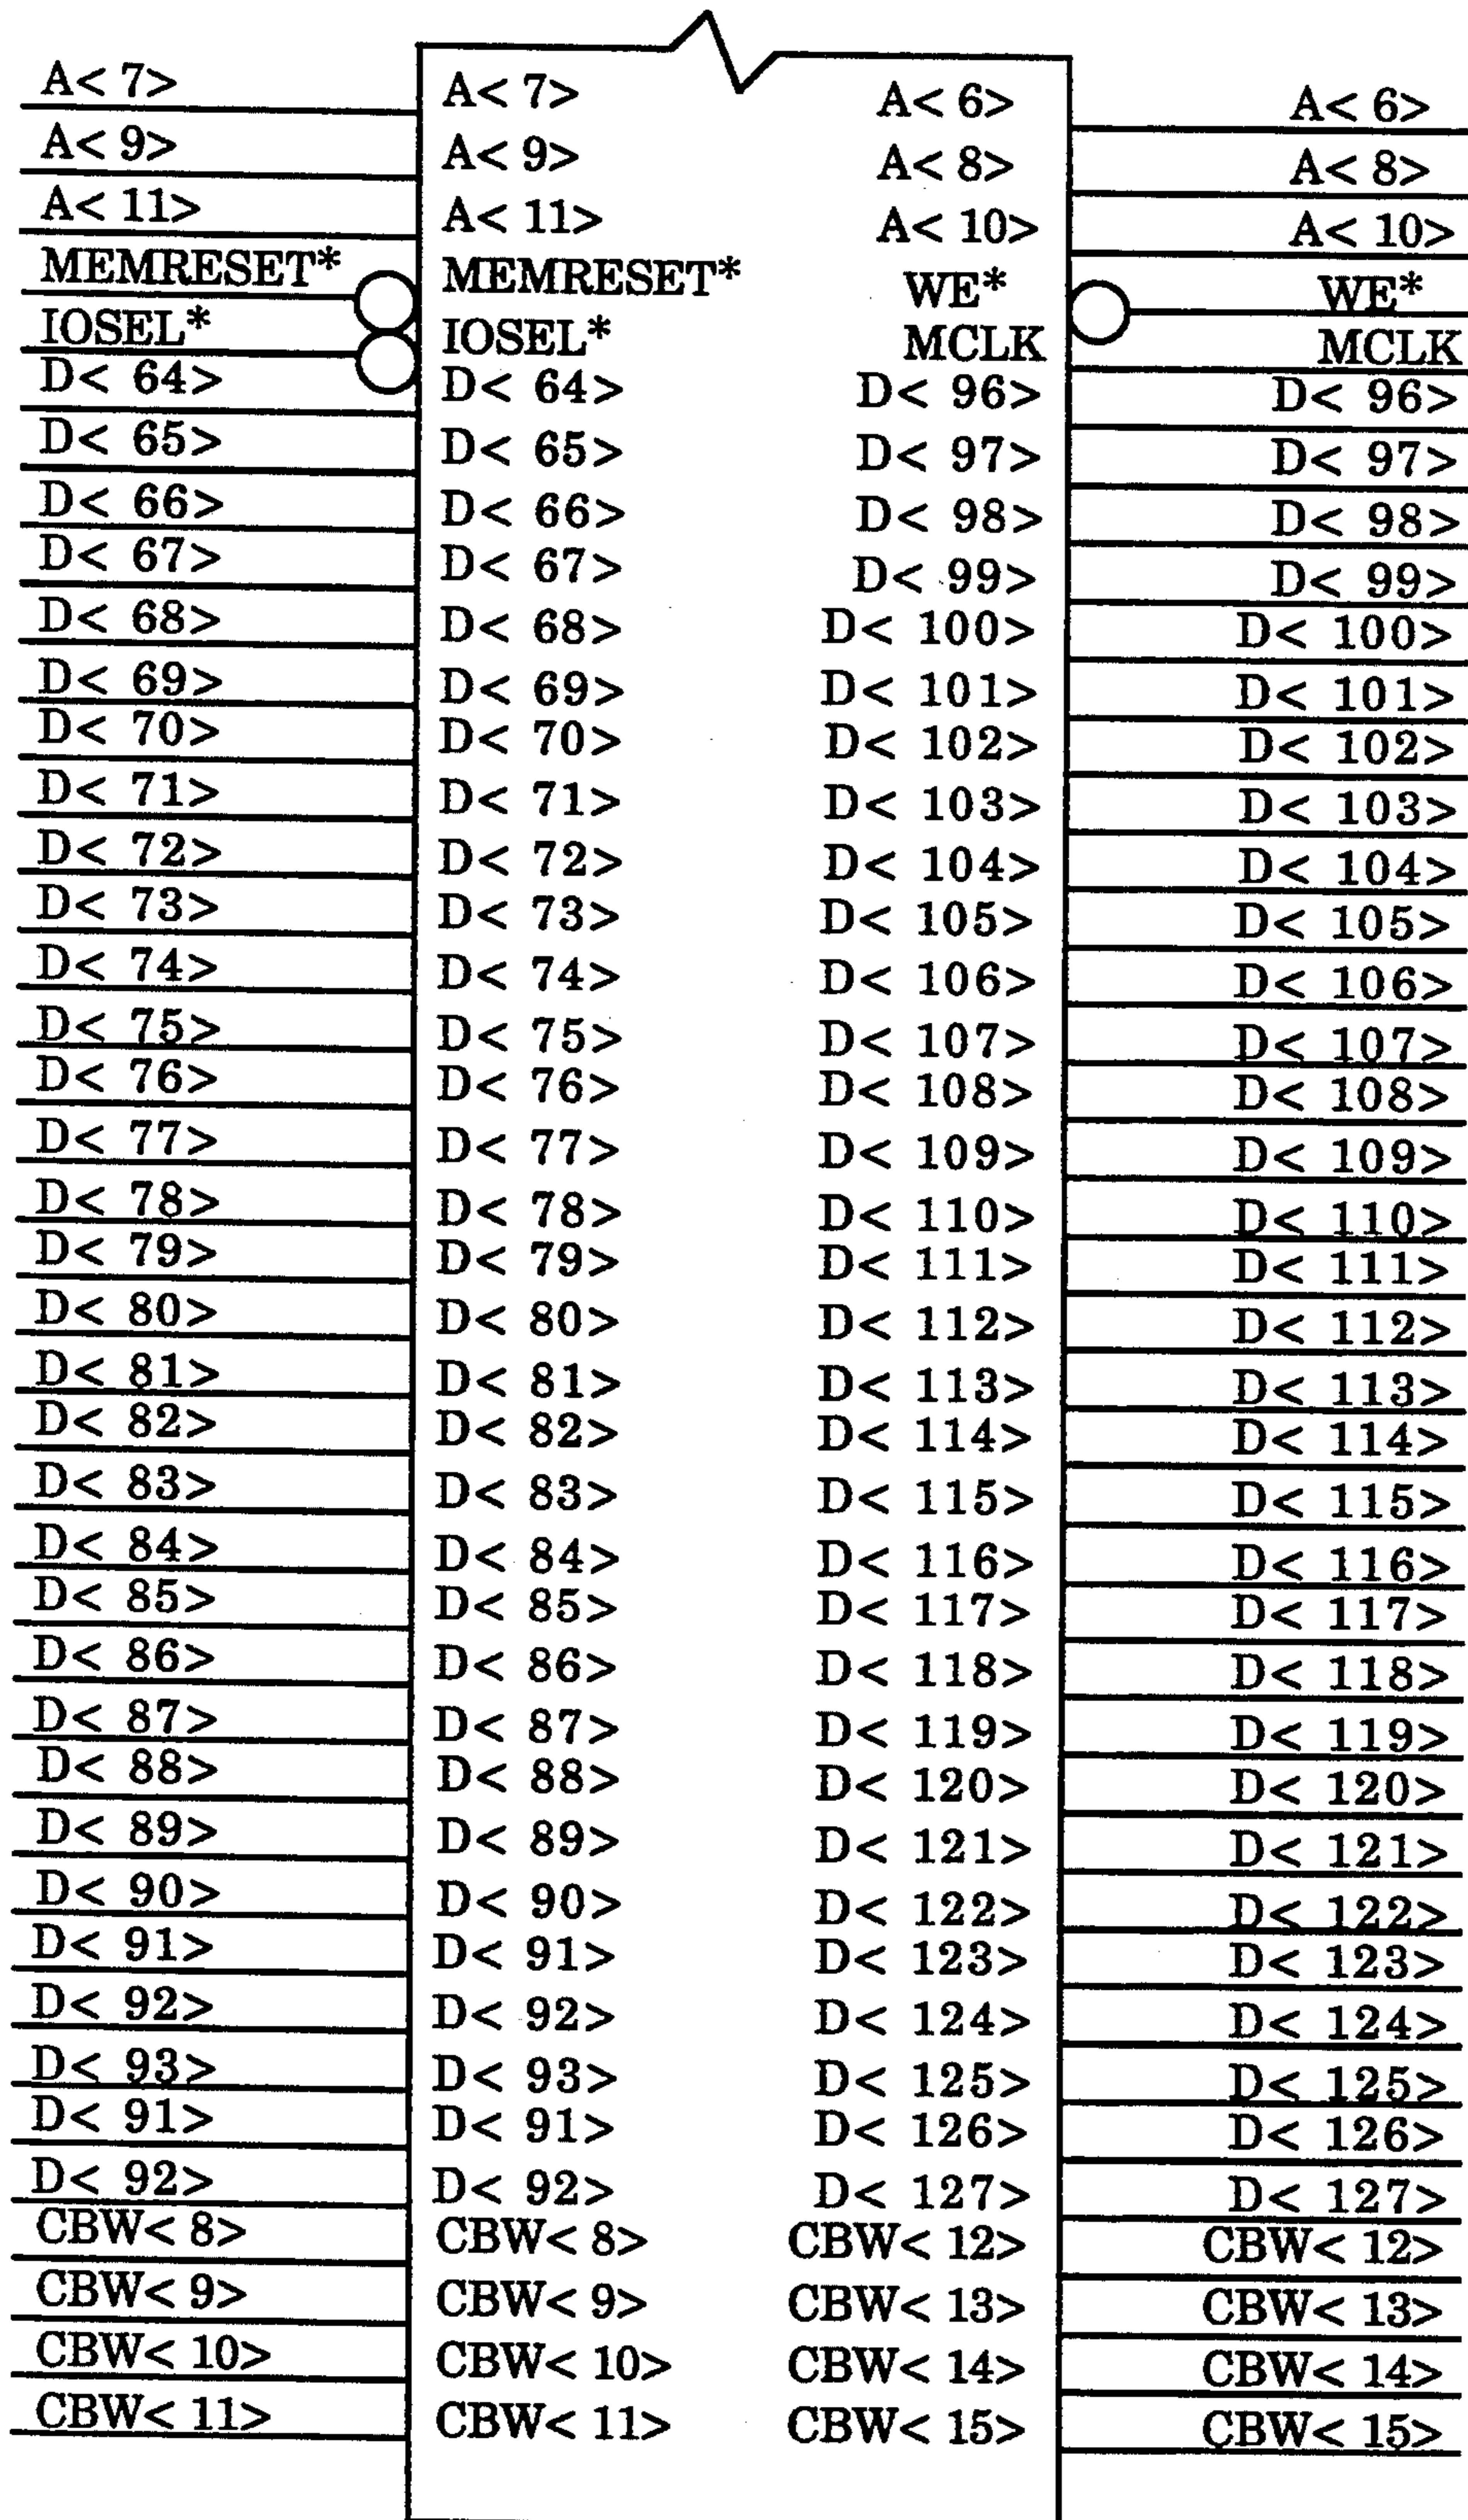 A< 7> A< 7> A< 6> A< 6>
A< 9> A< 9> A< 8> A< 8>
A< 11> A< 11> A< 10> A< 10>
MEMRESET* MEMRESET* WE* WE*
IOSEL* IOSEL* MCLK MCLK
D< 64> D< 64> D< 96> D< 96>
D< 65> D< 65> D< 97> D< 97>
D< 66> D< 66> D< 98> D< 98>
D< 67> D< 67> D< 99> D< 99>
D< 68> D< 68> D< 100> D< 100>
D< 69> D< 69> D< 101> D< 101>
D< 70> D< 70> D< 102> D< 102>
D< 71> D< 71> D< 103> D< 103>
D< 72> D< 72> D< 104> D< 104>
D< 73> D< 73> D< 105> D< 105>
D< 74> D< 74> D< 106> D< 106>
D< 75> D< 75> D< 107> D< 107>
D< 76> D< 76> D< 108> D< 108>
D< 77> D< 77> D< 109> D< 109>
D< 78> D< 78> D< 110> D< 110>
D< 79> D< 79> D< 111> D< 111>
D< 80> D< 80> D< 112> D< 112>
D< 81> D< 81> D< 113> D< 113>
D< 82> D< 82> D< 114> D< 114>
D< 83> D< 83> D< 115> D< 115>
D< 84> D< 84> D< 116> D< 116>
D< 85> D< 85> D< 117> D< 117>
D< 86> D< 86> D< 118> D< 118>
D< 87> D< 87> D< 119> D< 119>
D< 88> D< 88> D< 120> D< 120>
D< 89> D< 89> D< 121> D< 121>
D< 90> D< 90> D< 122> D< 122>
D< 91> D< 91> D< 123> D< 123>
D< 92> D< 92> D< 124> D< 124>
D< 93> D< 93> D< 125> D< 125>
D< 91> D< 91> D< 126> D< 126>
D< 92> D< 92> D< 127> D< 127>
CBW< 8> CBW< 8> CBW< 12> CBW< 12>
CBW< 9> CBW< 9> CBW< 13> CBW< 13>
CBW< 10> CBW< 10> CBW< 14> CBW< 14>
CBW< 11> CBW< 11> CBW< 15> CBW< 15>